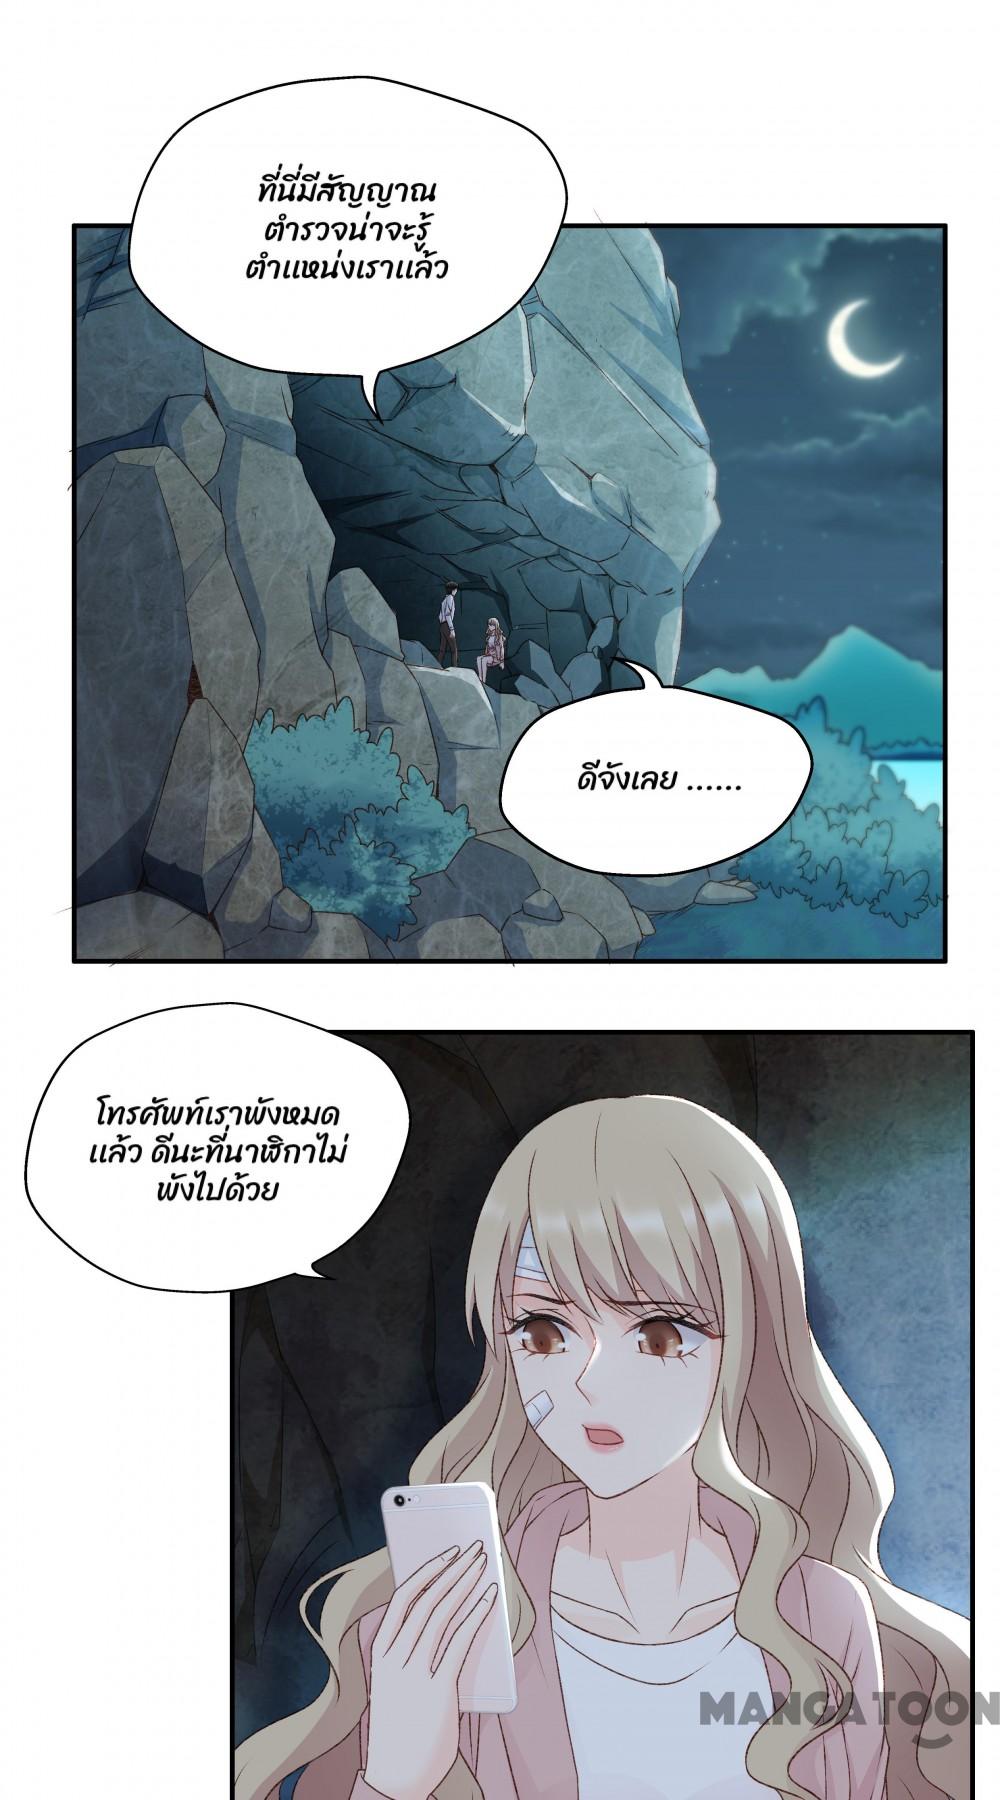 ที่นี่มีสัญญาณ
ตำรวจน่าจะรู้
ตำแหน่งเราแล้ว
ดีจังเลย ......
โทรศัพท์เราพังหมด
แล้ว ดีนะที่นาฬิกาไม่
พังไปด้วย
MANGATOON